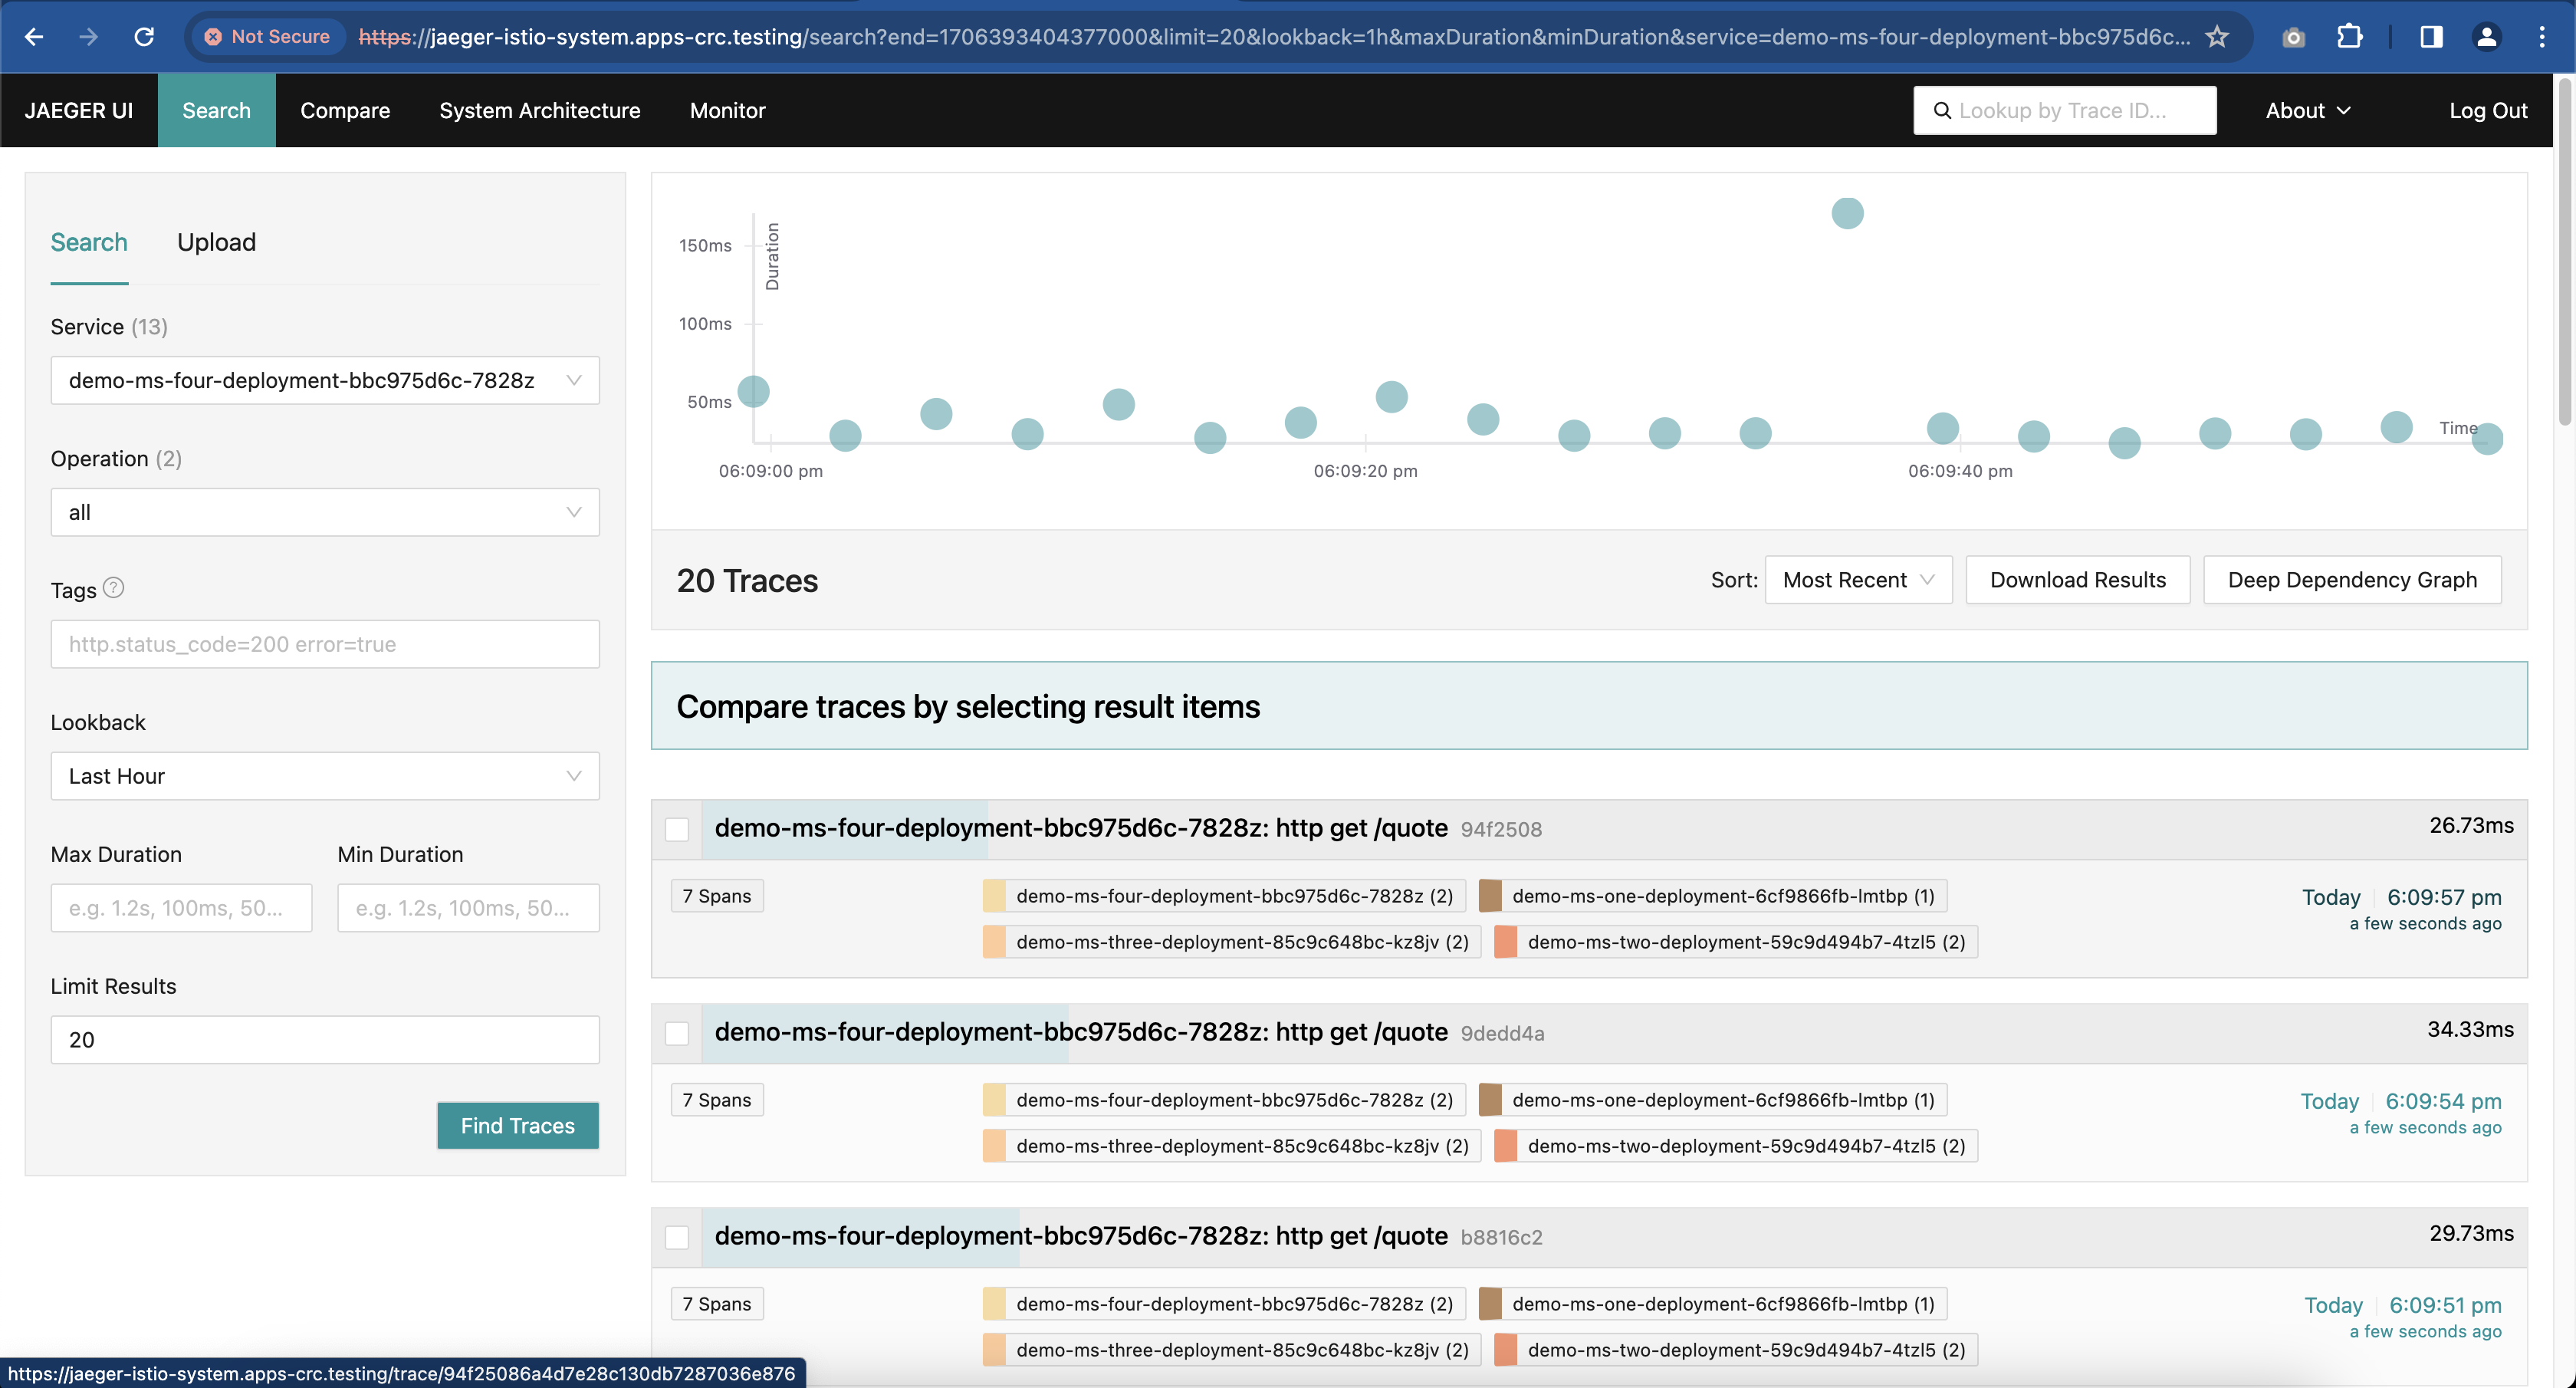 Not Secure https://jaeger-istio-system.apps-crc.testing/search?end=1706393404377000&limit=20&lookback=1h&maxDuration&minDuration&service=demo-ms-four-deployment-bbc975d6c...
JAEGER UI Search Compare System Architecture Monitor Lookup by Trace ID... About Log Out
Search Upload
Service (13)
demo-ms-four-deployment-bbc975d6c-7828z
Operation (2)
all
Tags ?
http.status_code=200 error=true
Lookback
Last Hour
Max Duration Min Duration
e.g. 1.2s, 100ms, 50... e.g. 1.2s, 100ms, 50...
Limit Results
20
Find Traces
Duration
150ms
100ms
50ms
Time
06:09:00 pm 06:09:20 pm 06:09:40 pm
20 Traces Sort: Most Recent Download Results Deep Dependency Graph
Compare traces by selecting result items
demo-ms-four-deployment-bbc975d6c-7828z: http get /quote 94f2508 26.73ms
7 Spans demo-ms-four-deployment-bbc975d6c-7828z (2) demo-ms-one-deployment-6cf9866fb-lmtbp (1) Today 6:09:57 pm
a few seconds ago
demo-ms-three-deployment-85c9c648bc-kz8jv (2) demo-ms-two-deployment-59c9d494b7-4tzl5 (2)
demo-ms-four-deployment-bbc975d6c-7828z: http get /quote 9dedd4a 34.33ms
7 Spans demo-ms-four-deployment-bbc975d6c-7828z (2) demo-ms-one-deployment-6cf9866fb-lmtbp (1) Today 6:09:54 pm
a few seconds ago
demo-ms-three-deployment-85c9c648bc-kz8jv (2) demo-ms-two-deployment-59c9d494b7-4tzl5 (2)
demo-ms-four-deployment-bbc975d6c-7828z: http get /quote b8816c2 29.73ms
7 Spans demo-ms-four-deployment-bbc975d6c-7828z (2) demo-ms-one-deployment-6cf9866fb-lmtbp (1) Today 6:09:51 pm
a few seconds ago
demo-ms-three-deployment-85c9c648bc-kz8jv (2) demo-ms-two-deployment-59c9d494b7-4tzl5 (2)
https://jaeger-istio-system.apps-crc.testing/trace/94f25086a4d7e28c130db7287036e876